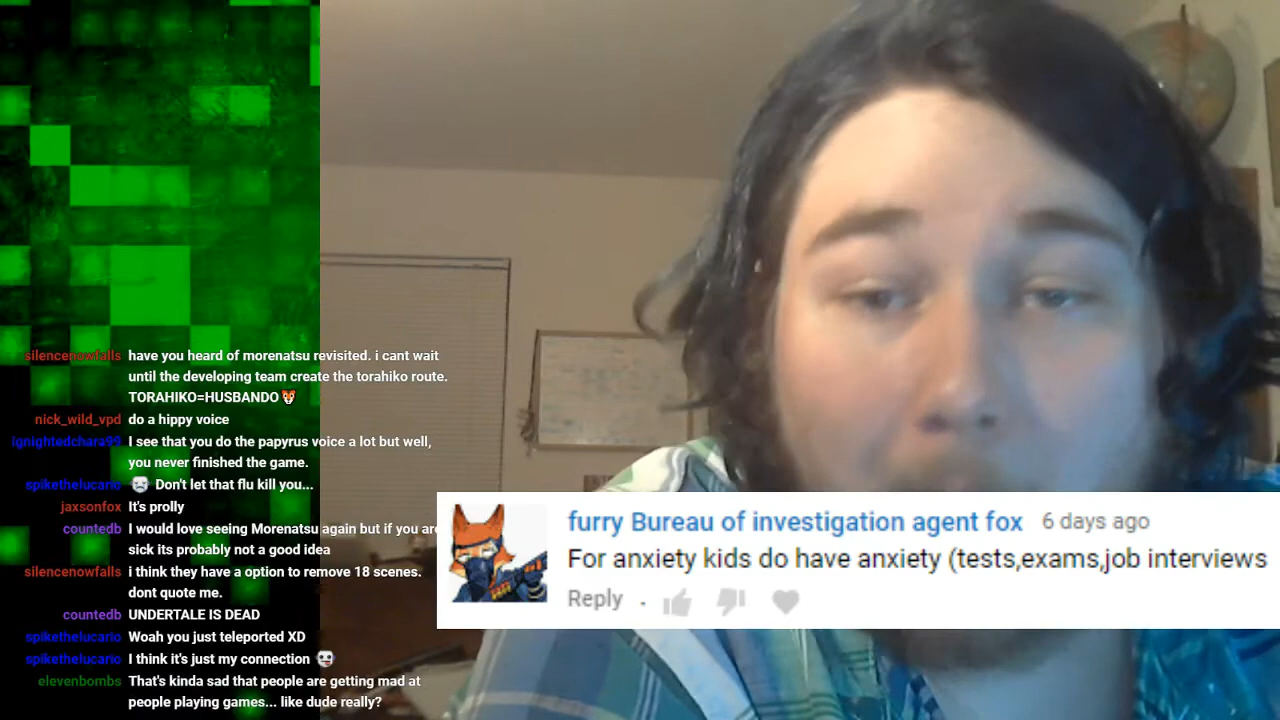 silencenowfalls have you heard of morenatsu revisited. i cant wait
until the developing team create the torahiko route.
TORAHIKO=HUSBANDO
nick_wild_vpd do a hippy voice
ignightedchara99 I see that you do the papyrus voice a lot but well,
you never finished the game.
spikethelucario Don't let that flu kill you...
jaxsonfox It's prolly
countedb I would love seeing Morenatsu again but if you are
sick its probably not a good idea
silencenowfalls i think they have a option to remove 18 scenes.
dont quote me.
countedb UNDERTALE IS DEAD
spikethelucario Woah you just teleported XD
spikethelucario I think it's just my connection
elevenbombs That's kinda sad that people are getting mad at
people playing games... like dude really?
furry Bureau of investigation agent fox 6 days ago
For anxiety kids do have anxiety (tests,exams,job interviews
Reply